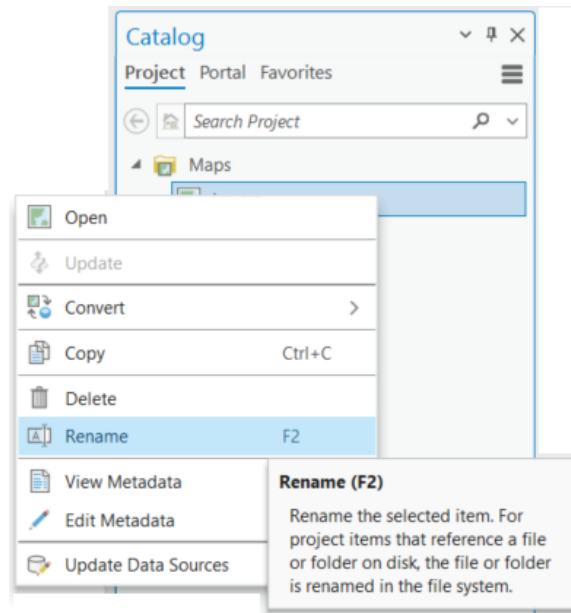 Catalog
Project Portal Favorites
Search Project
Maps
Open
Update
Convert
Copy Ctrl+C
Delete
Rename F2
View Metadata
Edit Metadata
Update Data Sources
Rename (F2)
Rename the selected item. For
project items that reference a file
or folder on disk, the file or folder
is renamed in the file system.